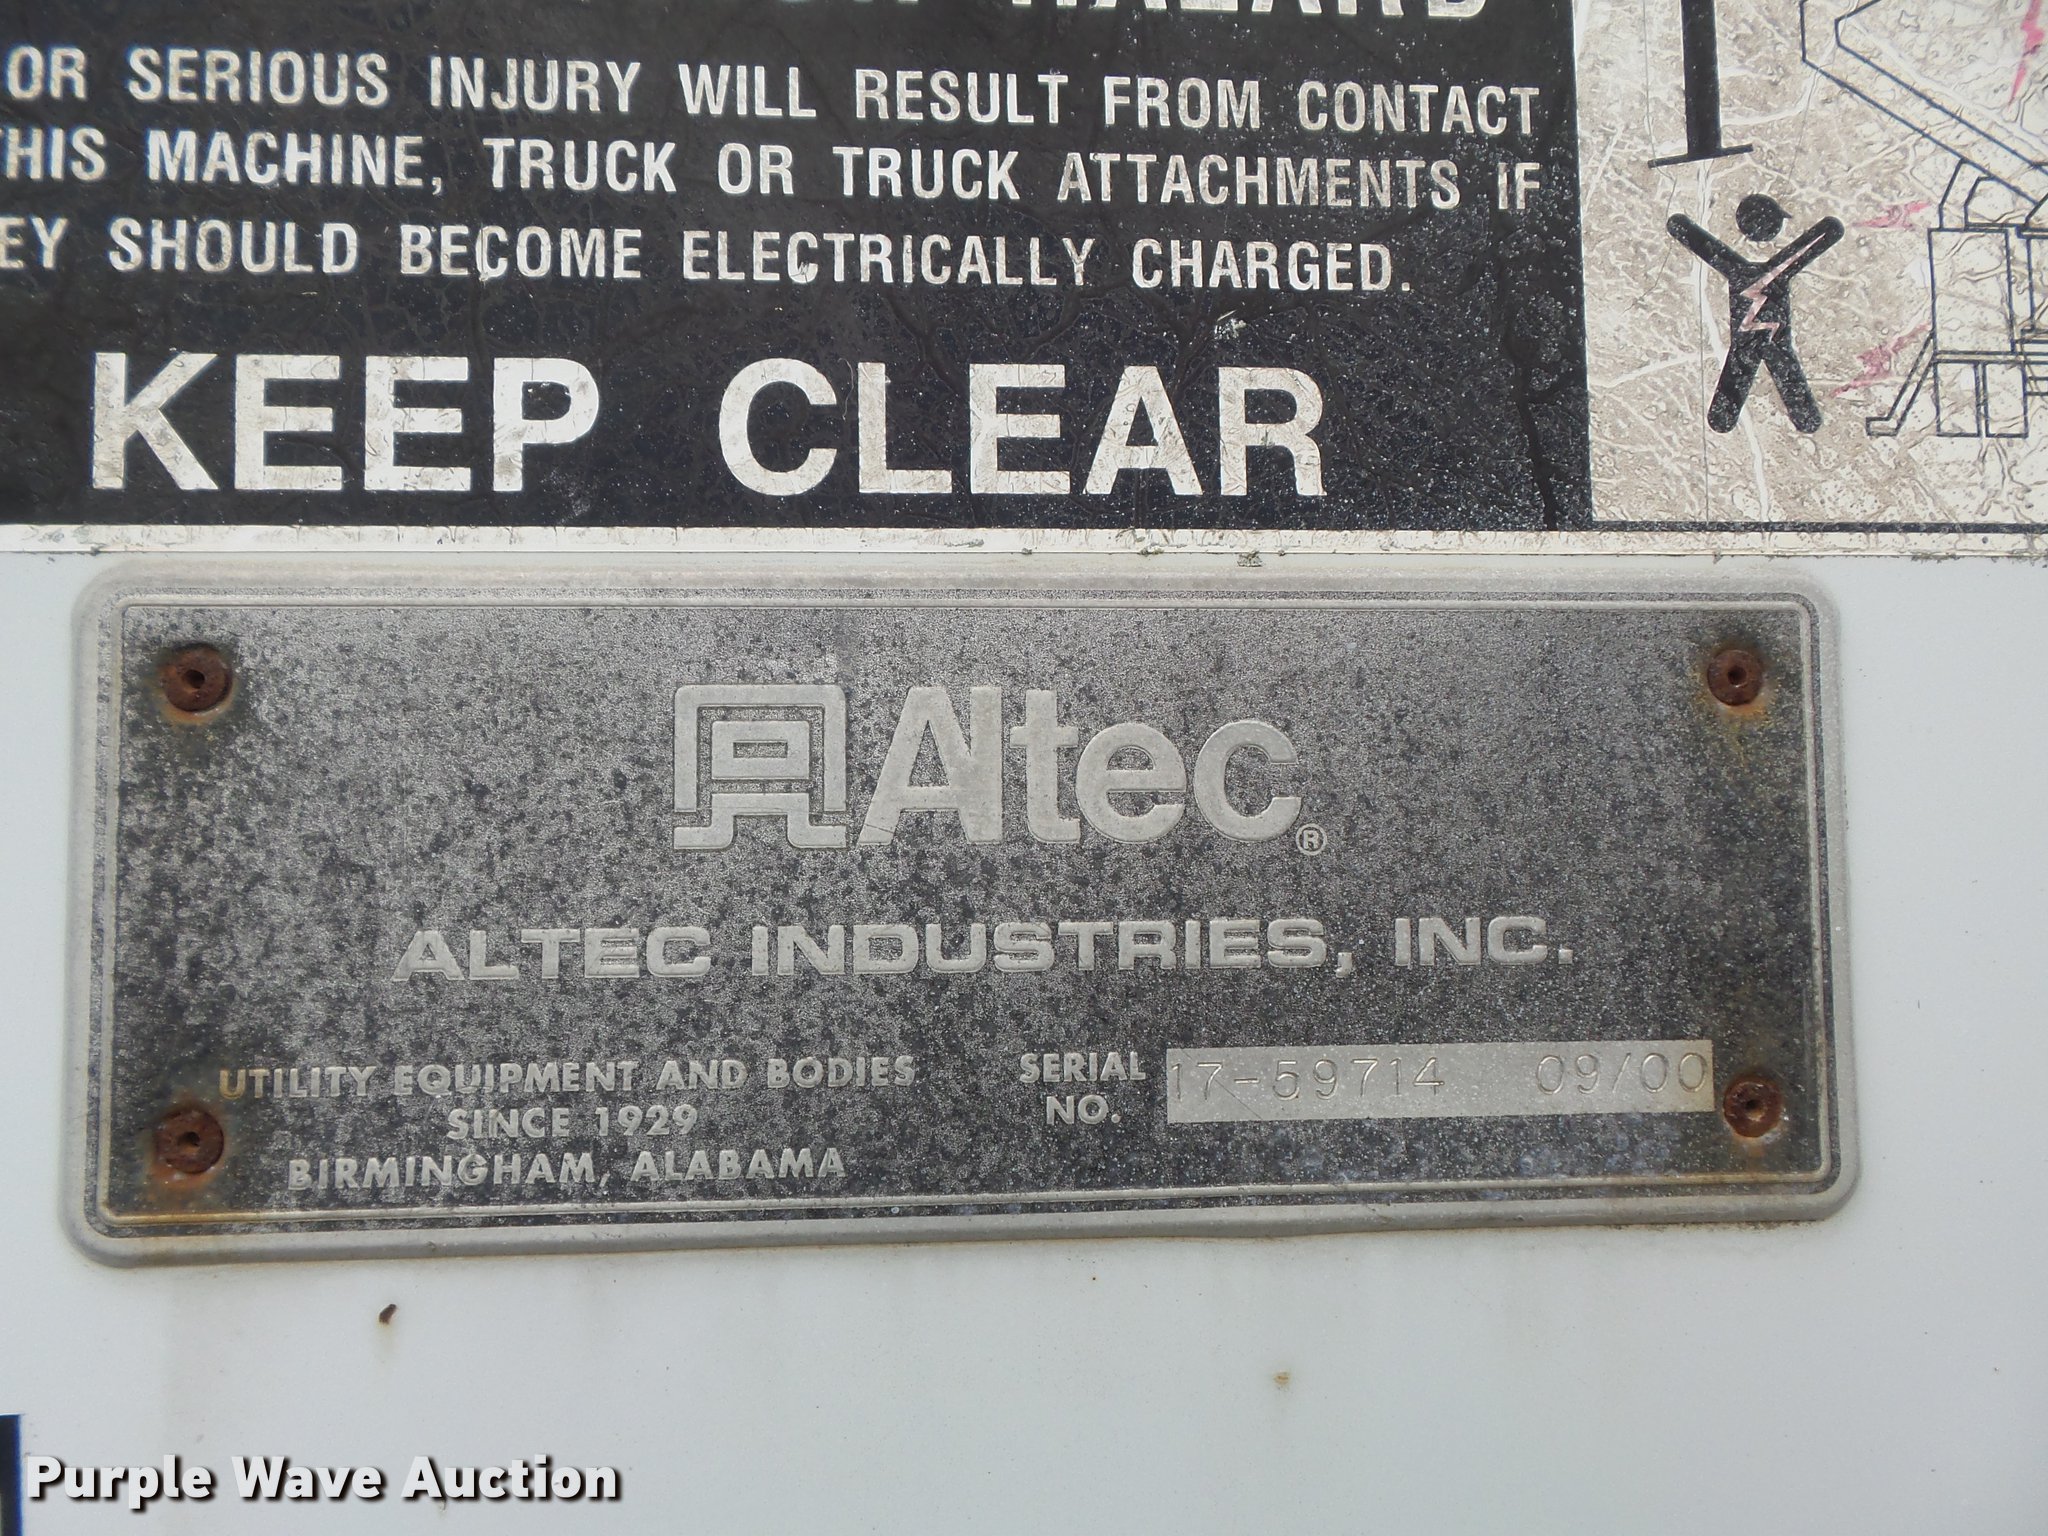 HAZARD
OR SERIOUS INJURY WILL RESULT FROM CONTACT
THIS MACHINE, TRUCK OR TRUCK ATTACHMENTS IF
EY SHOULD BECOME ELECTRICALLY CHARGED.
KEEP CLEAR
Altec®
ALTEC INDUSTRIES, INC.
UTILITY EQUIPMENT AND BODIES
SINCE 1929
BIRMINGHAM, ALABAMA
SERIAL NO. 17-59714 09/00
Purple Wave Auction